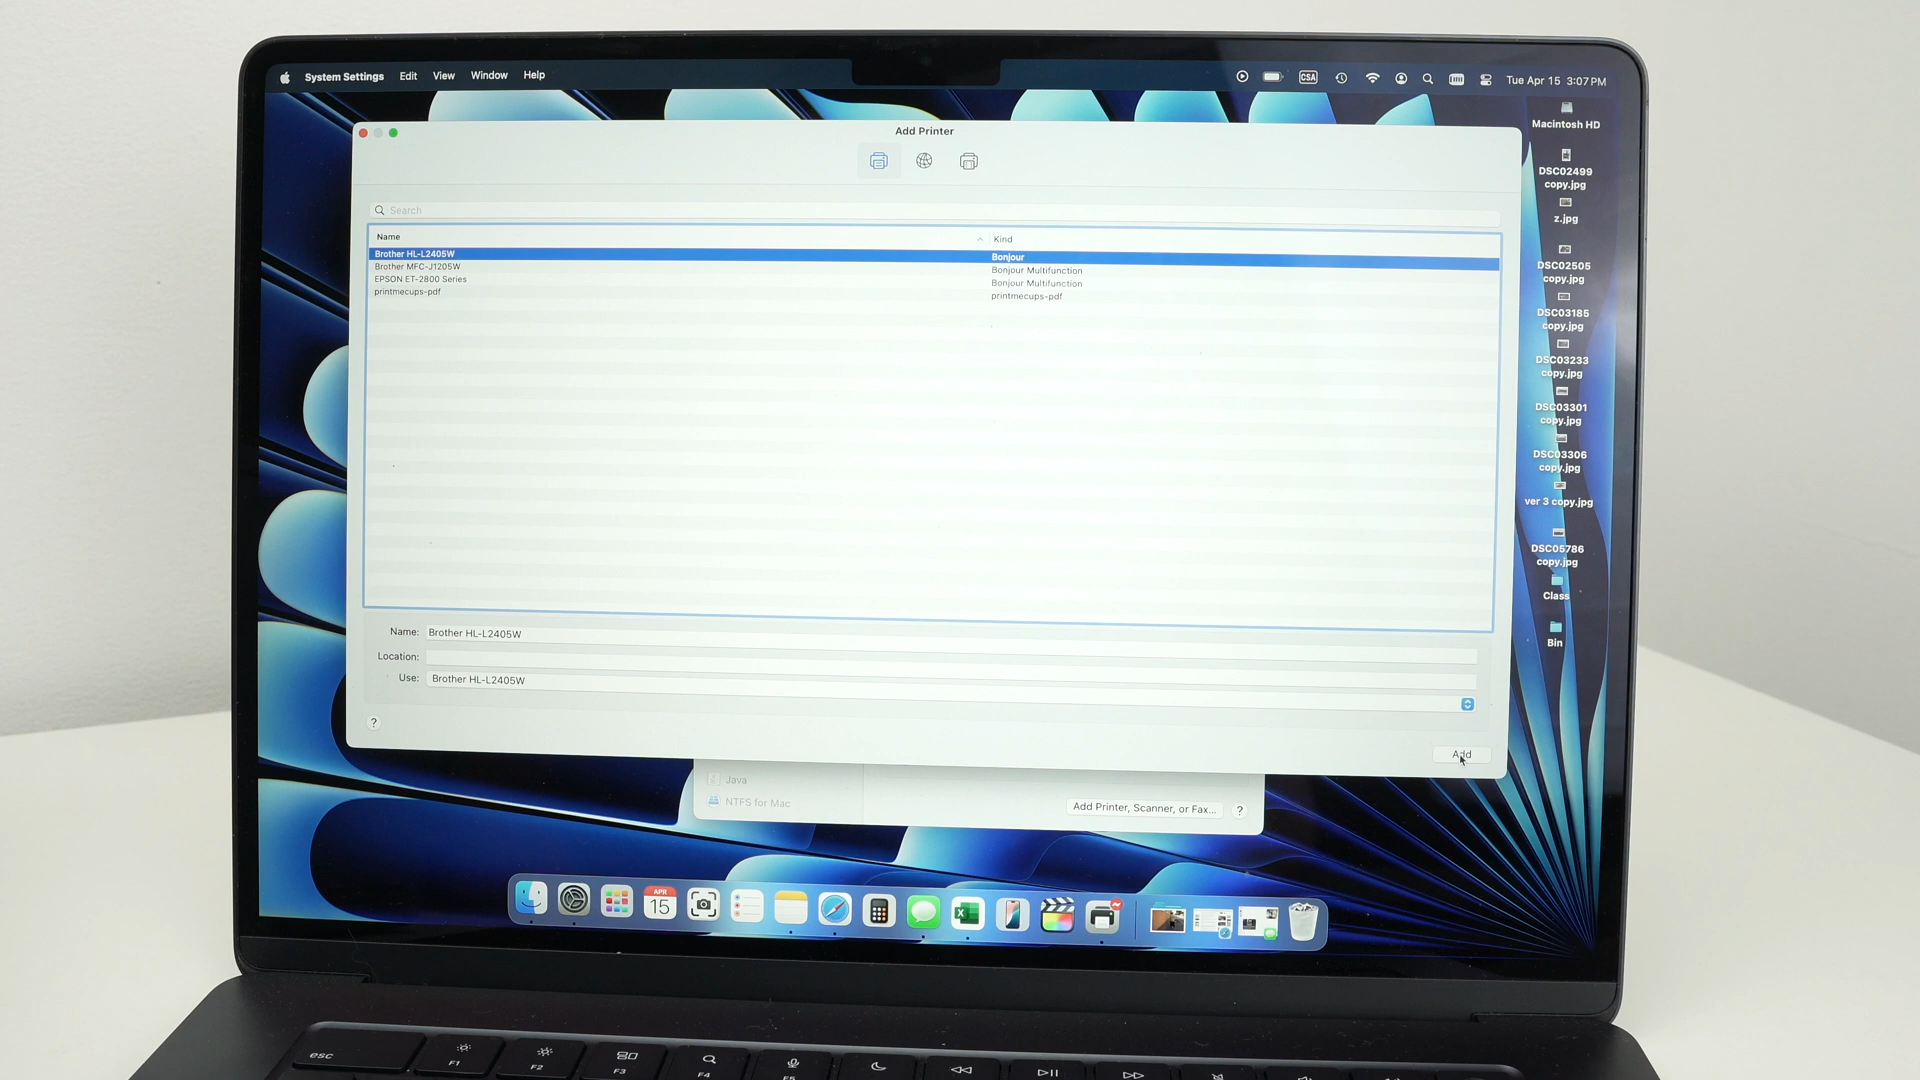 System Settings Edit View Window Help
CSA Tue Apr 15 3:07 PM
Add Printer
Search
Name Kind
Brother HL-L2405W Bonjour
Brother MFC-J1205W Bonjour Multifunction
EPSON ET-2800 Series Bonjour Multifunction
printmecups-pdf printmecups-pdf
Name: Brother HL-L2405W
Location:
Use: Brother HL-L2405W
?
Add
Java
NTFS for Mac
Add Printer, Scanner, or Fax... ?
Macintosh HD
DSC02499
copy.jpg
z.jpg
DSC02505
copy.jpg
DSC03185
copy.jpg
DSC03233
copy.jpg
DSC03301
copy.jpg
DSC03306
copy.jpg
ver 3 copy.jpg
DSC05786
copy.jpg
Class
Bin
APR
15
esc
F1
F2
F3
F4
F5